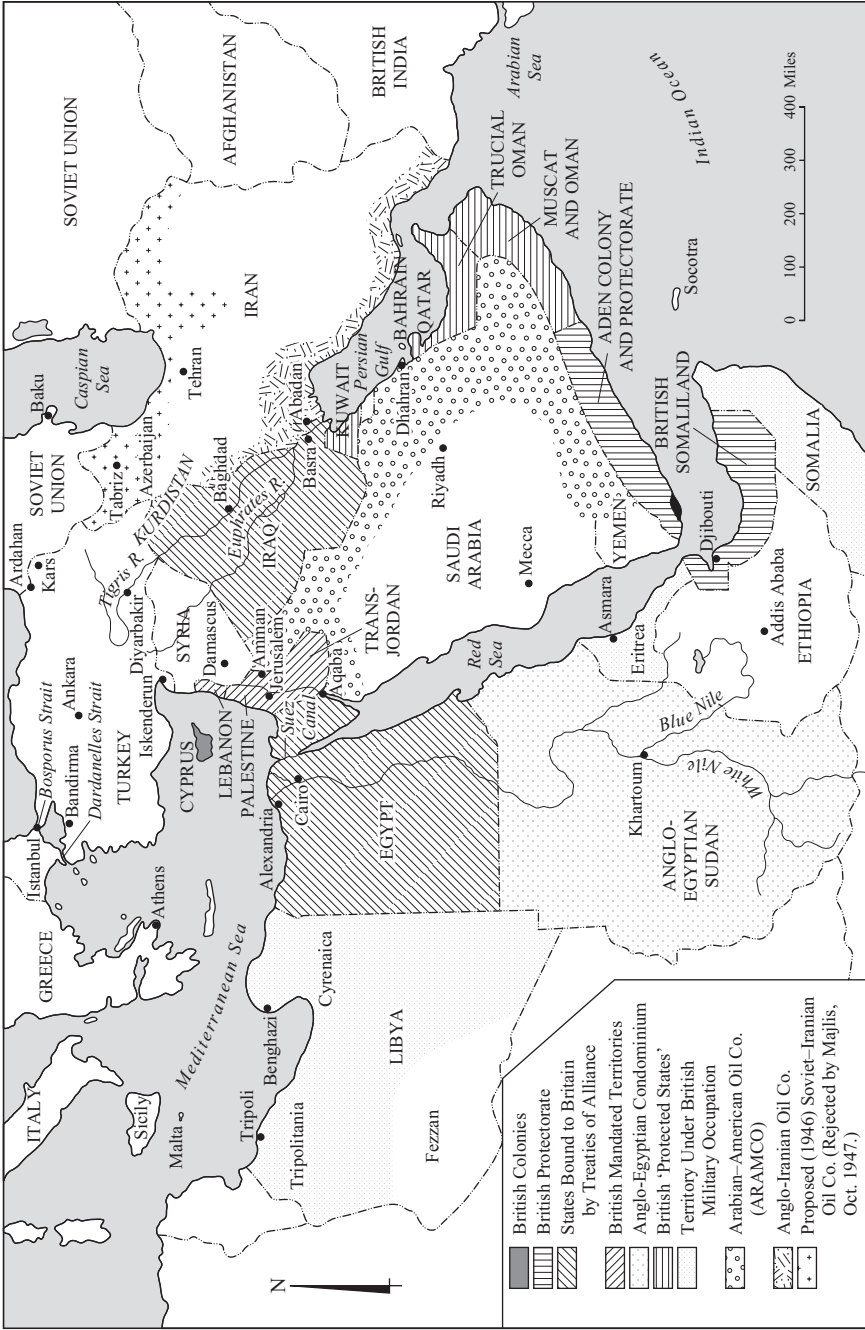 ITALY
GREECE
Sicily
Malta
Mediterranean Sea
Athens
Istanbul
Bosporus Strait
Bandirma
Dardanelles Strait
Ankara
TURKEY
Iskenderun
Diyarbakir
Ardahan
Kars
SOVIET
UNION
Baku
Caspian
Sea
SOVIET UNION
AFGHANISTAN
BRITISH
INDIA
Tabriz
Azerbaijan
Tehran
IRAN
Tigris R.
KURDISTAN
SYRIA
Damascus
Baghdad
Euphrates R.
IRAQ
Basra
Abadan
KUWAIT
Persian
Gulf
Dhahran
BAHRAIN
QATAR
TRUCIAL
OMAN
MUSCAT
AND OMAN
Arabian
Sea
Indian Ocean
CYPRUS
LEBANON
PALESTINE
Amman
Jerusalem
TRANS-
JORDAN
Aqaba
Suez
Canal
Alexandria
Cairo
EGYPT
Tripoli
Tripolitania
Benghazi
Cyrenaica
LIBYA
Fezzan
Riyadh
SAUDI
ARABIA
Mecca
Red
Sea
YEMEN
ADEN COLONY
AND PROTECTORATE
Socotra
BRITISH
SOMALILAND
Djibouti
SOMALIA
Asmara
Eritrea
Addis Ababa
ETHIOPIA
Blue Nile
White Nile
Khartoum
ANGLO-
EGYPTIAN
SUDAN
0 100 200 300 400 Miles
N
British Colonies
British Protectorate
States Bound to Britain
by Treaties of Alliance
British Mandated Territories
Anglo-Egyptian Condominium
British ‘Protected States’
Territory Under British
Military Occupation
Arabian–American Oil Co.
(ARAMCO)
Anglo-Iranian Oil Co.
Proposed (1946) Soviet–Iranian
Oil Co. (Rejected by Majlis,
Oct. 1947.)